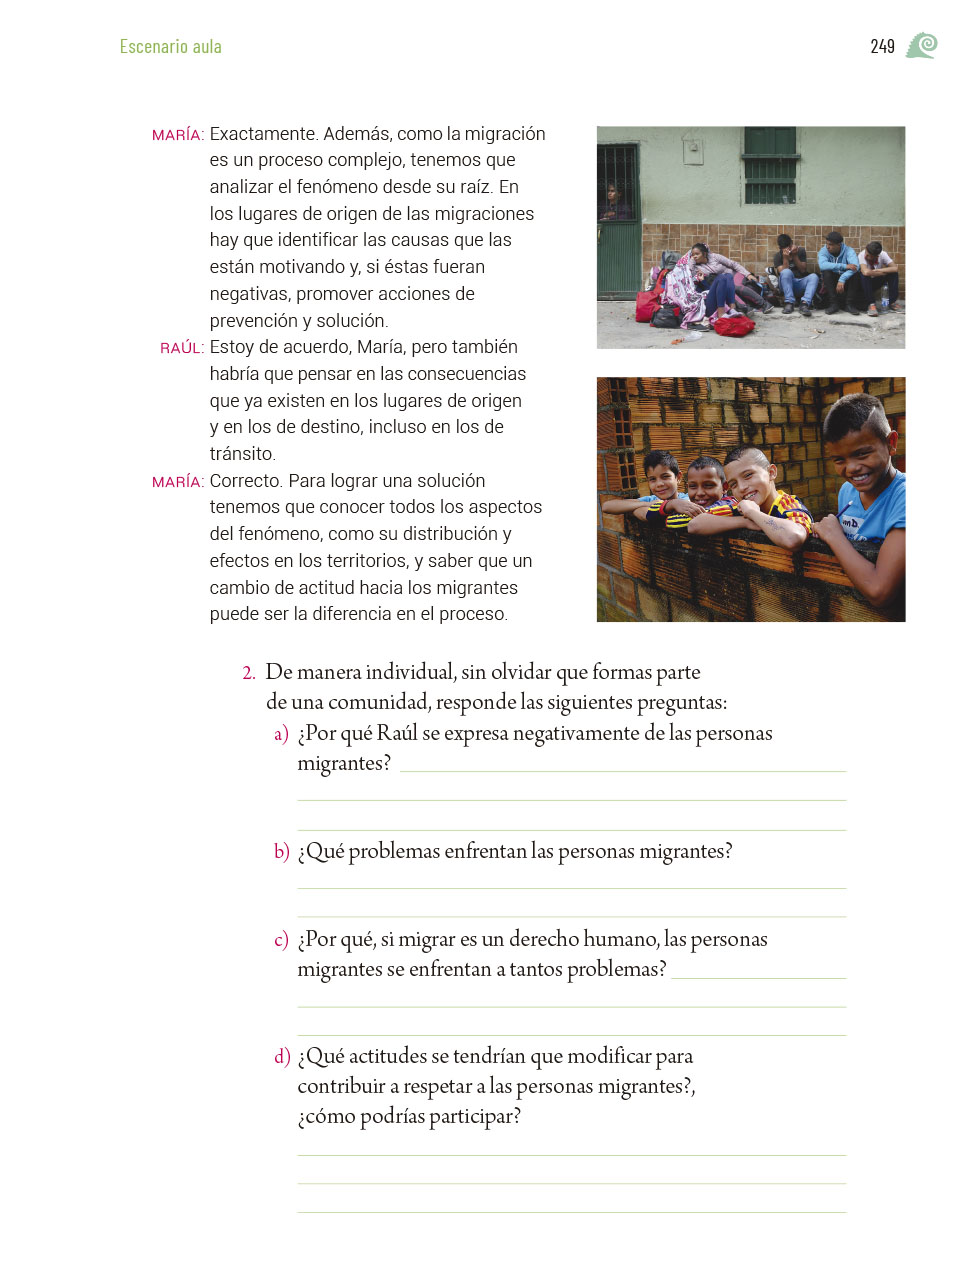 Escenario aula
249
MARÍA: Exactamente. Además, como la migración
es un proceso complejo, tenemos que
analizar el fenómeno desde su raíz. En
los lugares de origen de las migraciones
hay que identificar las causas que las
están motivando y, si éstas fueran
negativas, promover acciones de
prevención y solución.
RAÚL: Estoy de acuerdo, María, pero también
habría que pensar en las consecuencias
que ya existen en los lugares de origen
y en los de destino, incluso en los de
tránsito.
MARÍA: Correcto. Para lograr una solución
tenemos que conocer todos los aspectos
del fenómeno, como su distribución y
efectos en los territorios, y saber que un
cambio de actitud hacia los migrantes
puede ser la diferencia en el proceso.
2. De manera individual, sin olvidar que formas parte
de una comunidad, responde las siguientes preguntas:
a) ¿Por qué Raúl se expresa negativamente de las personas
migrantes?
b) ¿Qué problemas enfrentan las personas migrantes?
c) ¿Por qué, si migrar es un derecho humano, las personas
migrantes se enfrentan a tantos problemas?
d) ¿Qué actitudes se tendrían que modificar para
contribuir a respetar a las personas migrantes?,
¿cómo podrías participar?